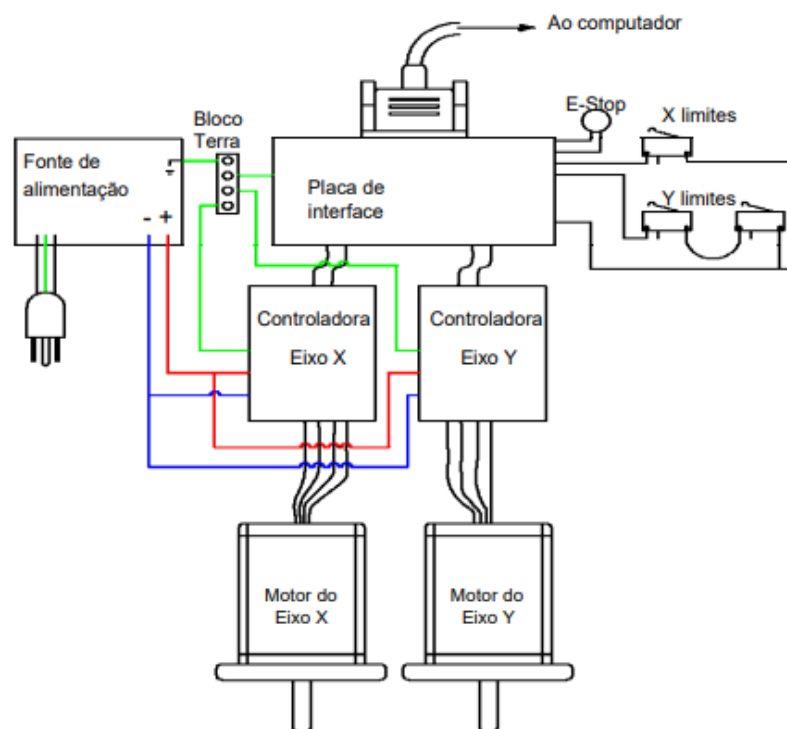 Ao computador
E-Stop
X limites
Bloco
Terra
Fonte de
alimentação
- +
Placa de
interface
Y limites
Controladora
Eixo X
Controladora
Eixo Y
Motor do
Eixo X
Motor do
Eixo Y